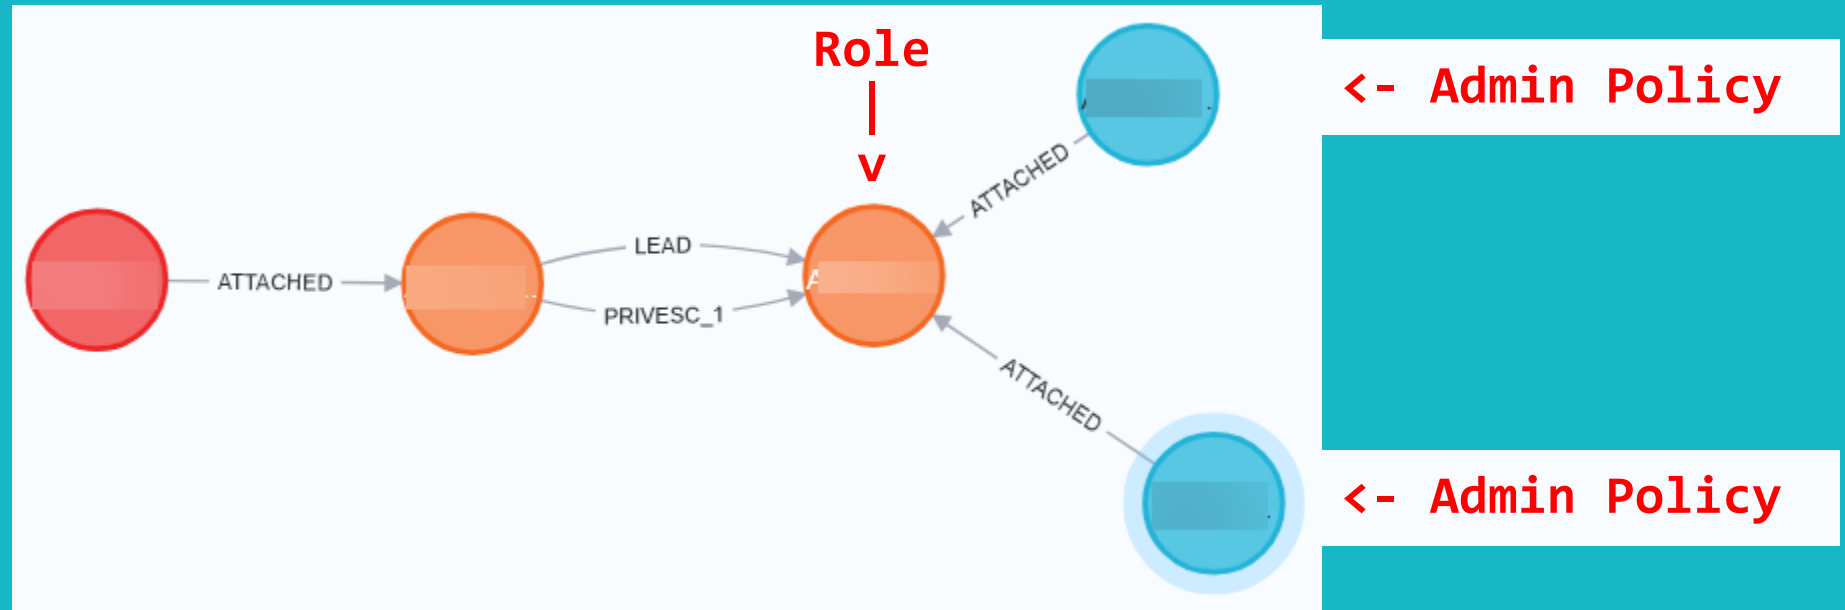 Role
|
v
<- Admin Policy
ATTACHED
LEAD
ATTACHED
PRIVESC_1
ATTACHED
<- Admin Policy